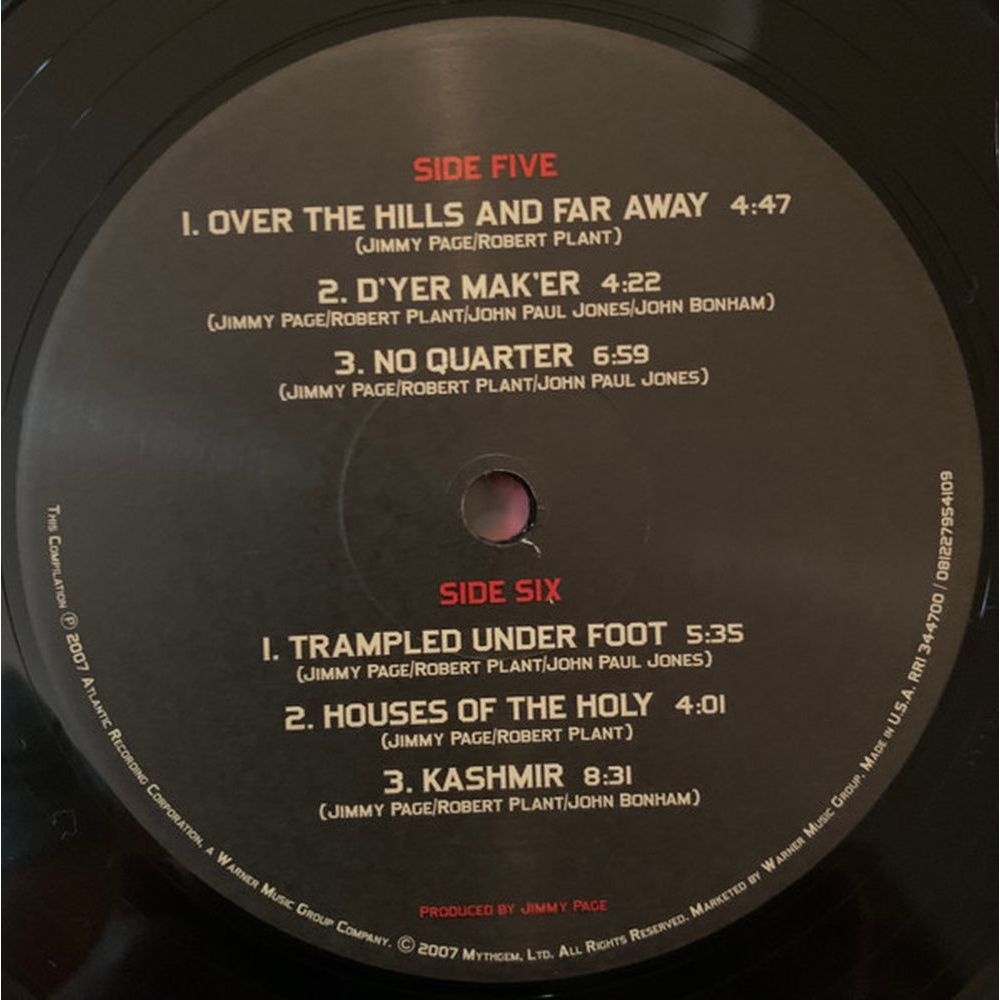 SIDE FIVE
1. OVER THE HILLS AND FAR AWAY 4:47
(JIMMY PAGE/ROBERT PLANT)
2. D'YER MAK'ER 4:22
(JIMMY PAGE/ROBERT PLANT/JOHN PAUL JONES/JOHN BONHAM)
3. NO QUARTER 6:59
(JIMMY PAGE/ROBERT PLANT/JOHN PAUL JONES)
SIDE SIX
1. TRAMPLED UNDER FOOT 5:35
(JIMMY PAGE/ROBERT PLANT/JOHN PAUL JONES)
2. HOUSES OF THE HOLY 4:01
(JIMMY PAGE/ROBERT PLANT)
3. KASHMIR 8:31
(JIMMY PAGE/ROBERT PLANT/JOHN BONHAM)
PRODUCED BY JIMMY PAGE
THIS COMPILATION ℗ 2007 ATLANTIC RECORDING CORPORATION, A WARNER MUSIC GROUP COMPANY. © 2007 MYTHGEM, LTD. ALL RIGHTS RESERVED. MARKETED BY WARNER MUSIC GROUP. MADE IN U.S.A. RR1 344700 / 081227954109